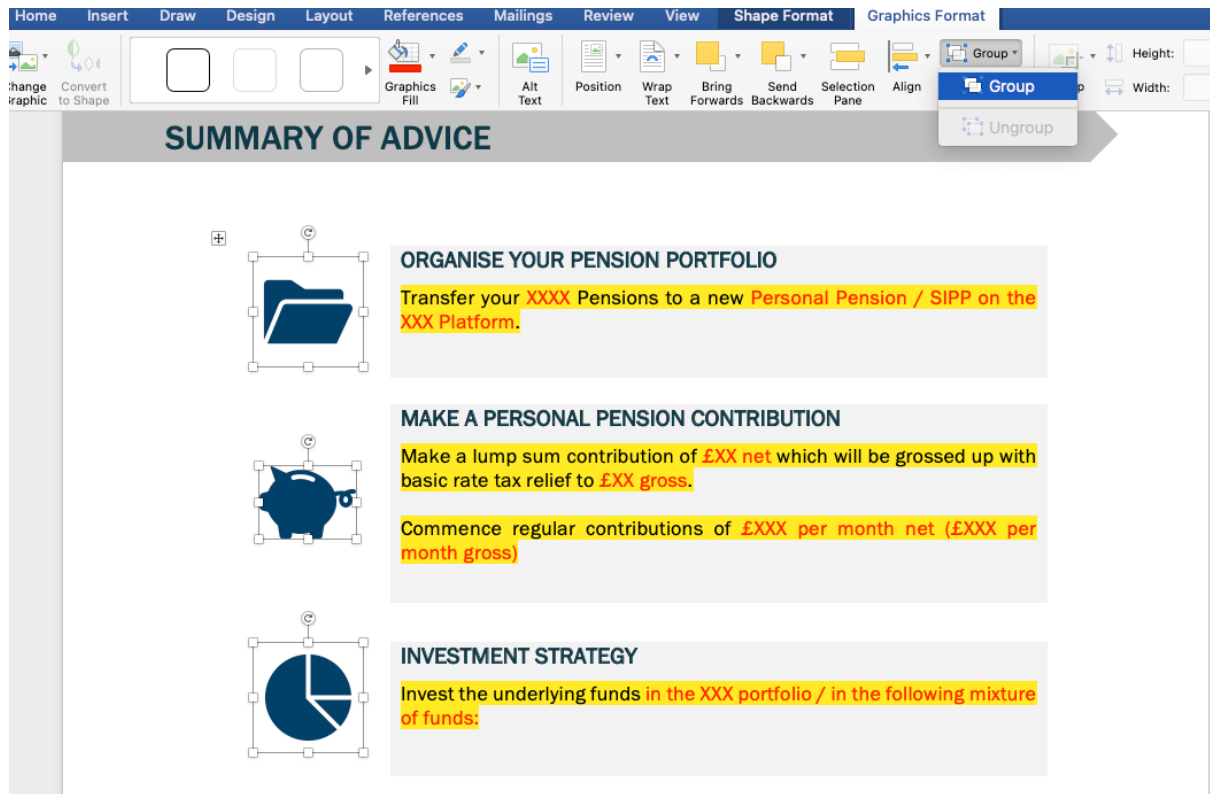 Home Insert Draw Design Layout References Mailings Review View Shape Format Graphics Format
Group
Height:
Change Graphic
Convert to Shape
Graphics Fill
Alt Text
Position
Wrap Text
Bring Forwards
Send Backwards
Selection Pane
Align
Width:
Group
Ungroup
SUMMARY OF ADVICE
ORGANISE YOUR PENSION PORTFOLIO
Transfer your XXXX Pensions to a new Personal Pension / SIPP on the
XXX Platform.
MAKE A PERSONAL PENSION CONTRIBUTION
Make a lump sum contribution of £XX net which will be grossed up with
basic rate tax relief to £XX gross.
Commence regular contributions of £XXX per month net (£XXX per
month gross)
INVESTMENT STRATEGY
Invest the underlying funds in the XXX portfolio / in the following mixture
of funds: